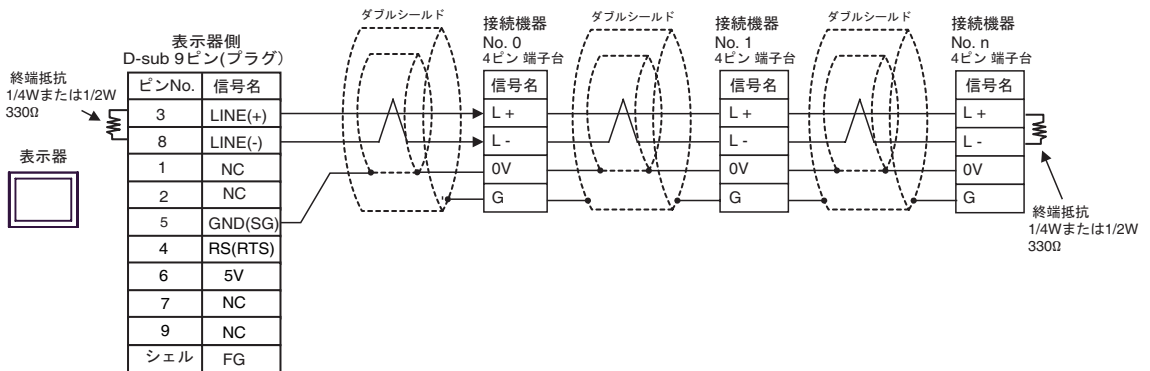 ダブルシールド
ダブルシールド
ダブルシールド
表示器側
D-sub 9ピン(プラグ)
接続機器
No. 0
4ピン 端子台
接続機器
No. 1
4ピン 端子台
接続機器
No. n
4ピン 端子台
終端抵抗
1/4Wまたは1/2W
330Ω
表示器
ピンNo. 信号名
3 LINE(+)
8 LINE(-)
1 NC
2 NC
5 GND(SG)
4 RS(RTS)
6 5V
7 NC
9 NC
シェル FG
信号名
L +
L -
0V
G
信号名
L +
L -
0V
G
信号名
L +
L -
0V
G
終端抵抗
1/4Wまたは1/2W
330Ω